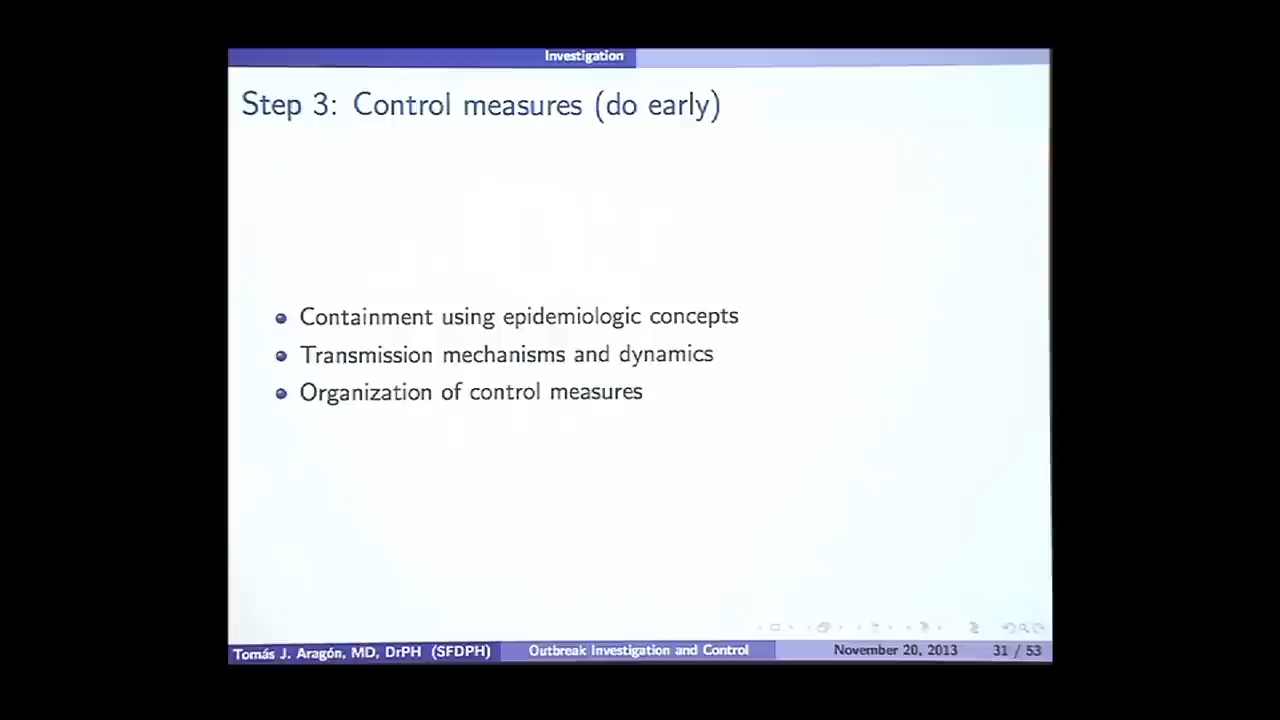 Investigation
Step 3: Control measures (do early)
Containment using epidemiologic concepts
Transmission mechanisms and dynamics
Organization of control measures
Tomás J. Aragón, MD, DrPH (SFDPH)
Outbreak Investigation and Control
November 20, 2013
31 / 53